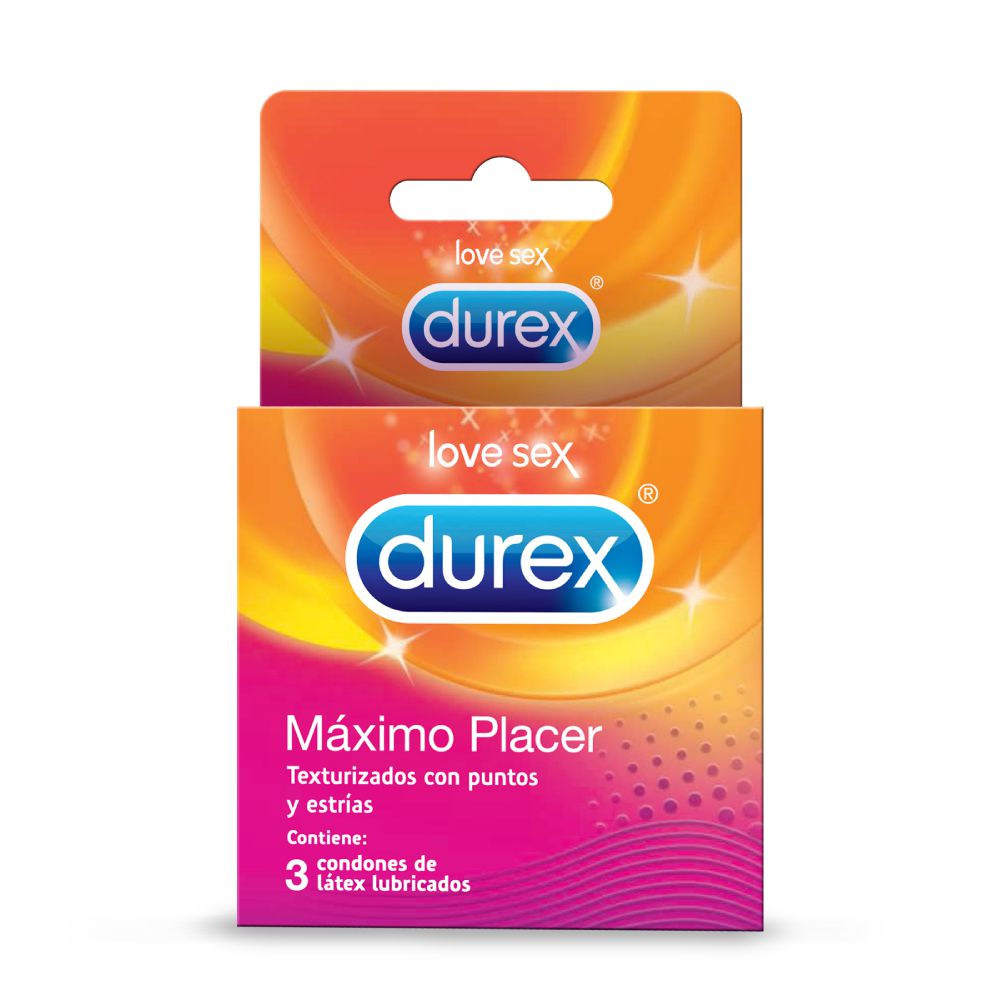 love sex
durex®
love sex
durex®
Máximo Placer
Texturizados con puntos
y estrías
Contiene:
3 condones de
látex lubricados